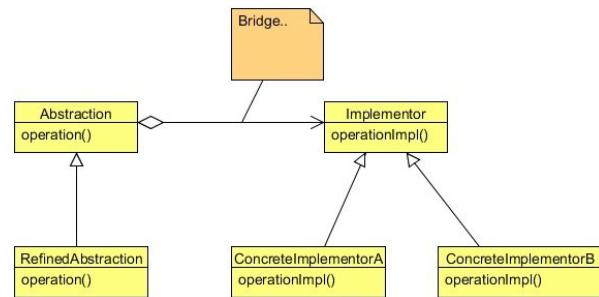 Bridge..
Abstraction
operation()
Implementor
operationImpl()
RefinedAbstraction
operation()
ConcreteImplementorA
operationImpl()
ConcreteImplementorB
operationImpl()